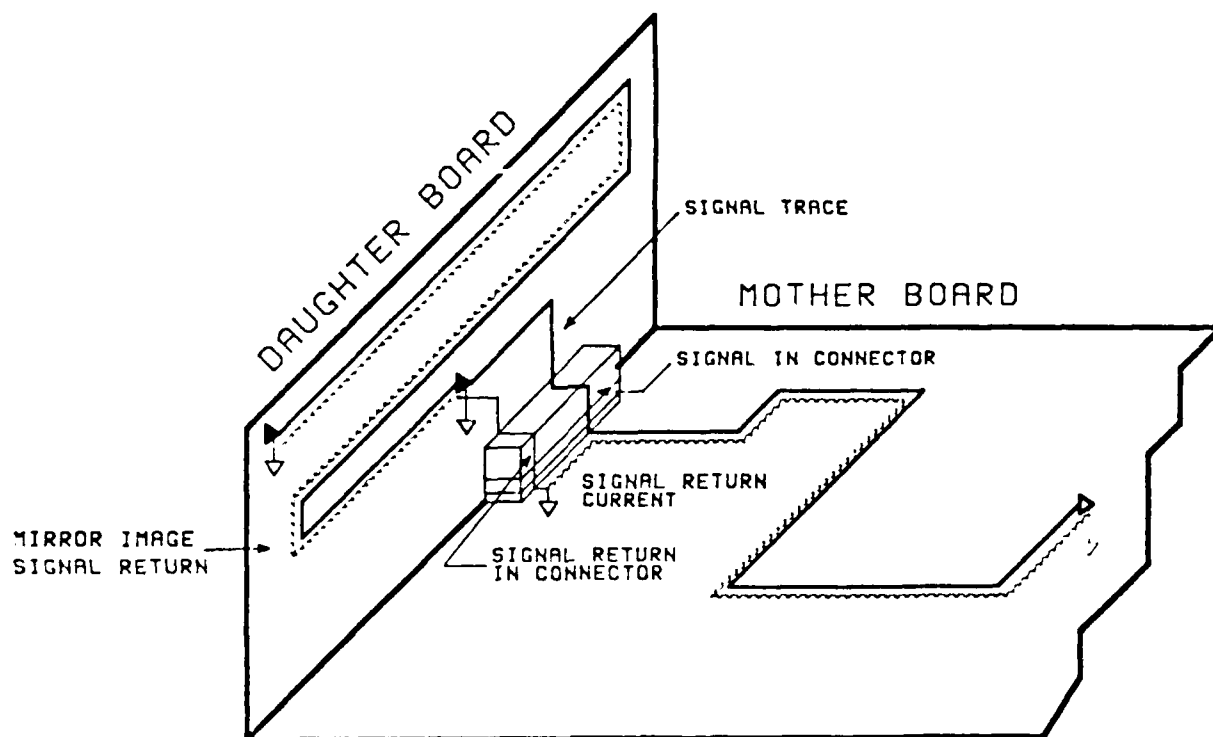 DAUGHTER BOARD
SIGNAL TRACE
MOTHER BOARD
SIGNAL IN CONNECTOR
SIGNAL RETURN
CURRENT
MIRROR IMAGE
SIGNAL RETURN
SIGNAL RETURN
IN CONNECTOR